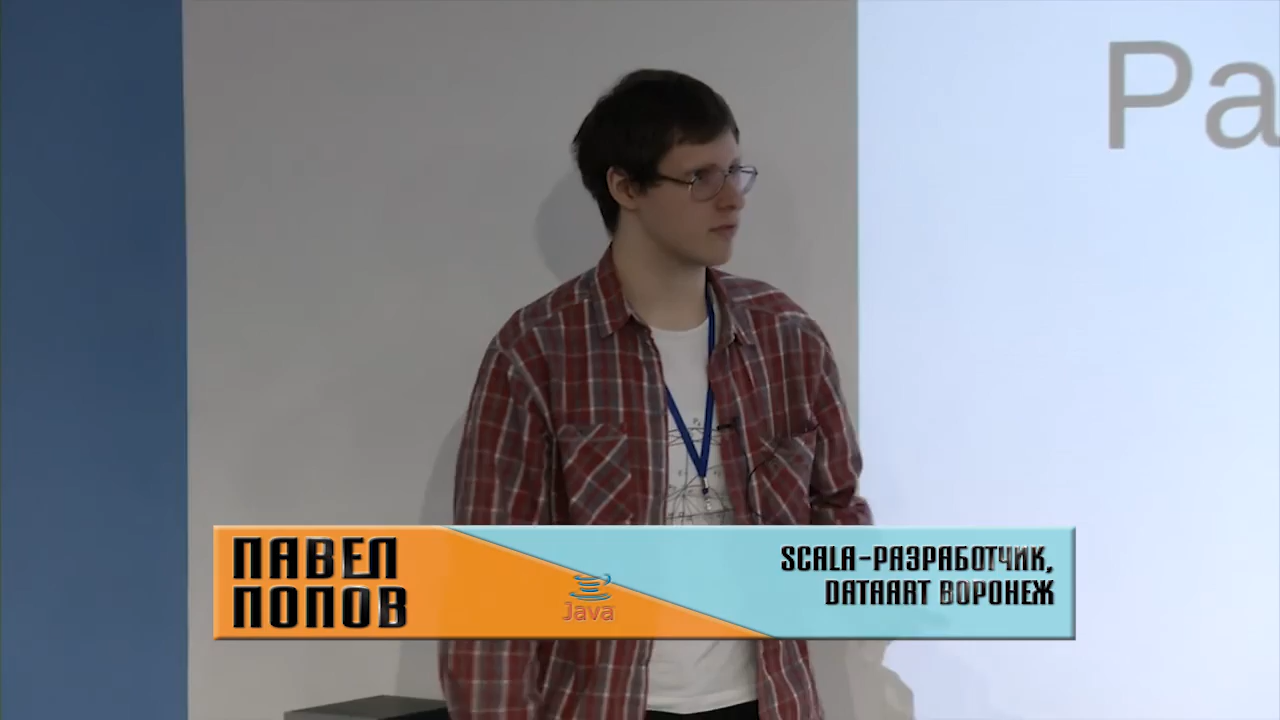 Pa
ПАВЕЛ
ПОПОВ
Java
SCALA-РАЗРАБОТЧИК,
DATAART ВОРОНЕЖ